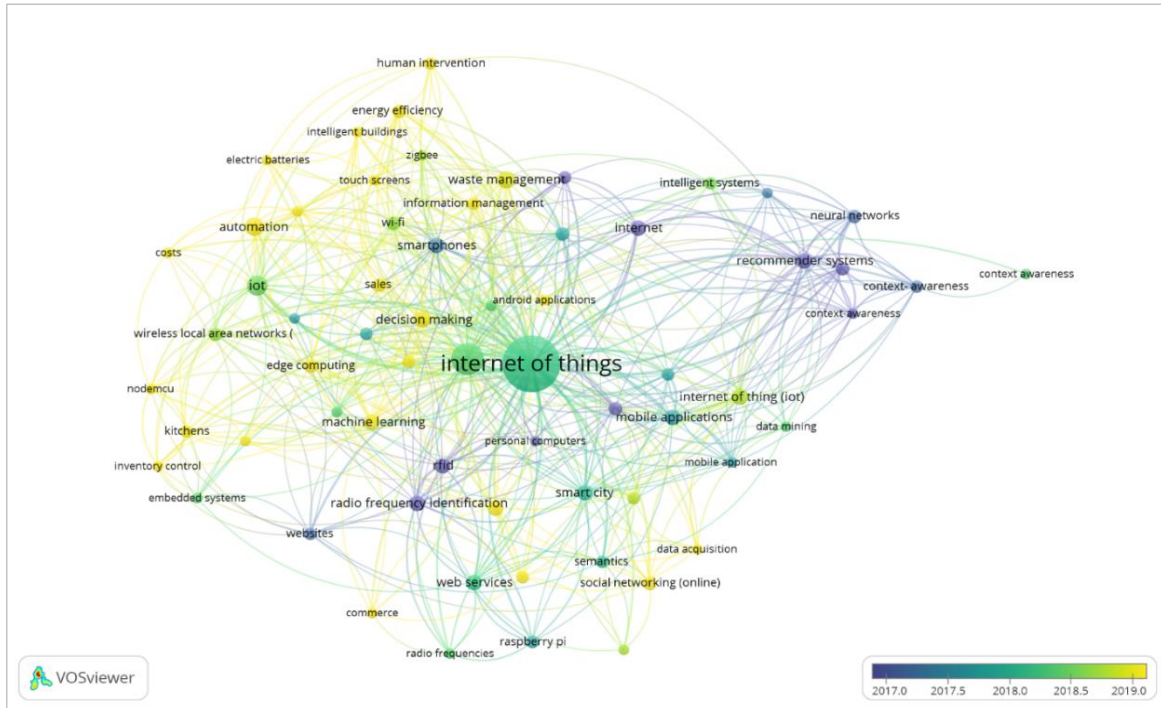 human intervention
energy efficiency
intelligent buildings
zigbee
electric batteries
touch screens
waste management
intelligent systems
information management
neural networks
wi-fi
automation
internet
smartphones
costs
recommender systems
context awareness
iot
sales
context- awareness
android applications
context-awareness
decision making
wireless local area networks (
internet of things
edge computing
nodemcu
internet of thing (iot)
mobile applications
machine learning
data mining
kitchens
personal computers
inventory control
rfid
mobile application
embedded systems
smart city
radio frequency identification
websites
data acquisition
semantics
web services
social networking (online)
commerce
raspberry pi
radio frequencies
VOSviewer
2017.0 2017.5 2018.0 2018.5 2019.0